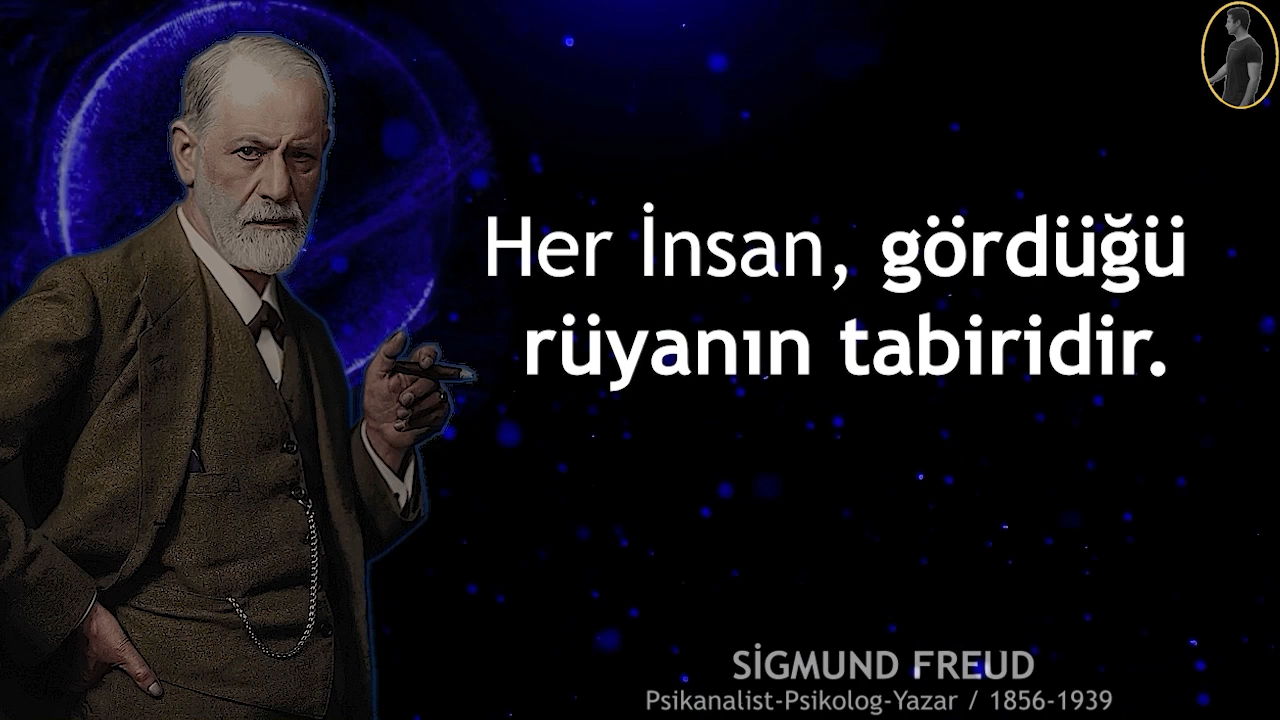 Her İnsan, gördüğü
rüyanın tabiridir.
SİGMUND FREUD
Psikanalist-Psikolog-Yazar / 1856-1939